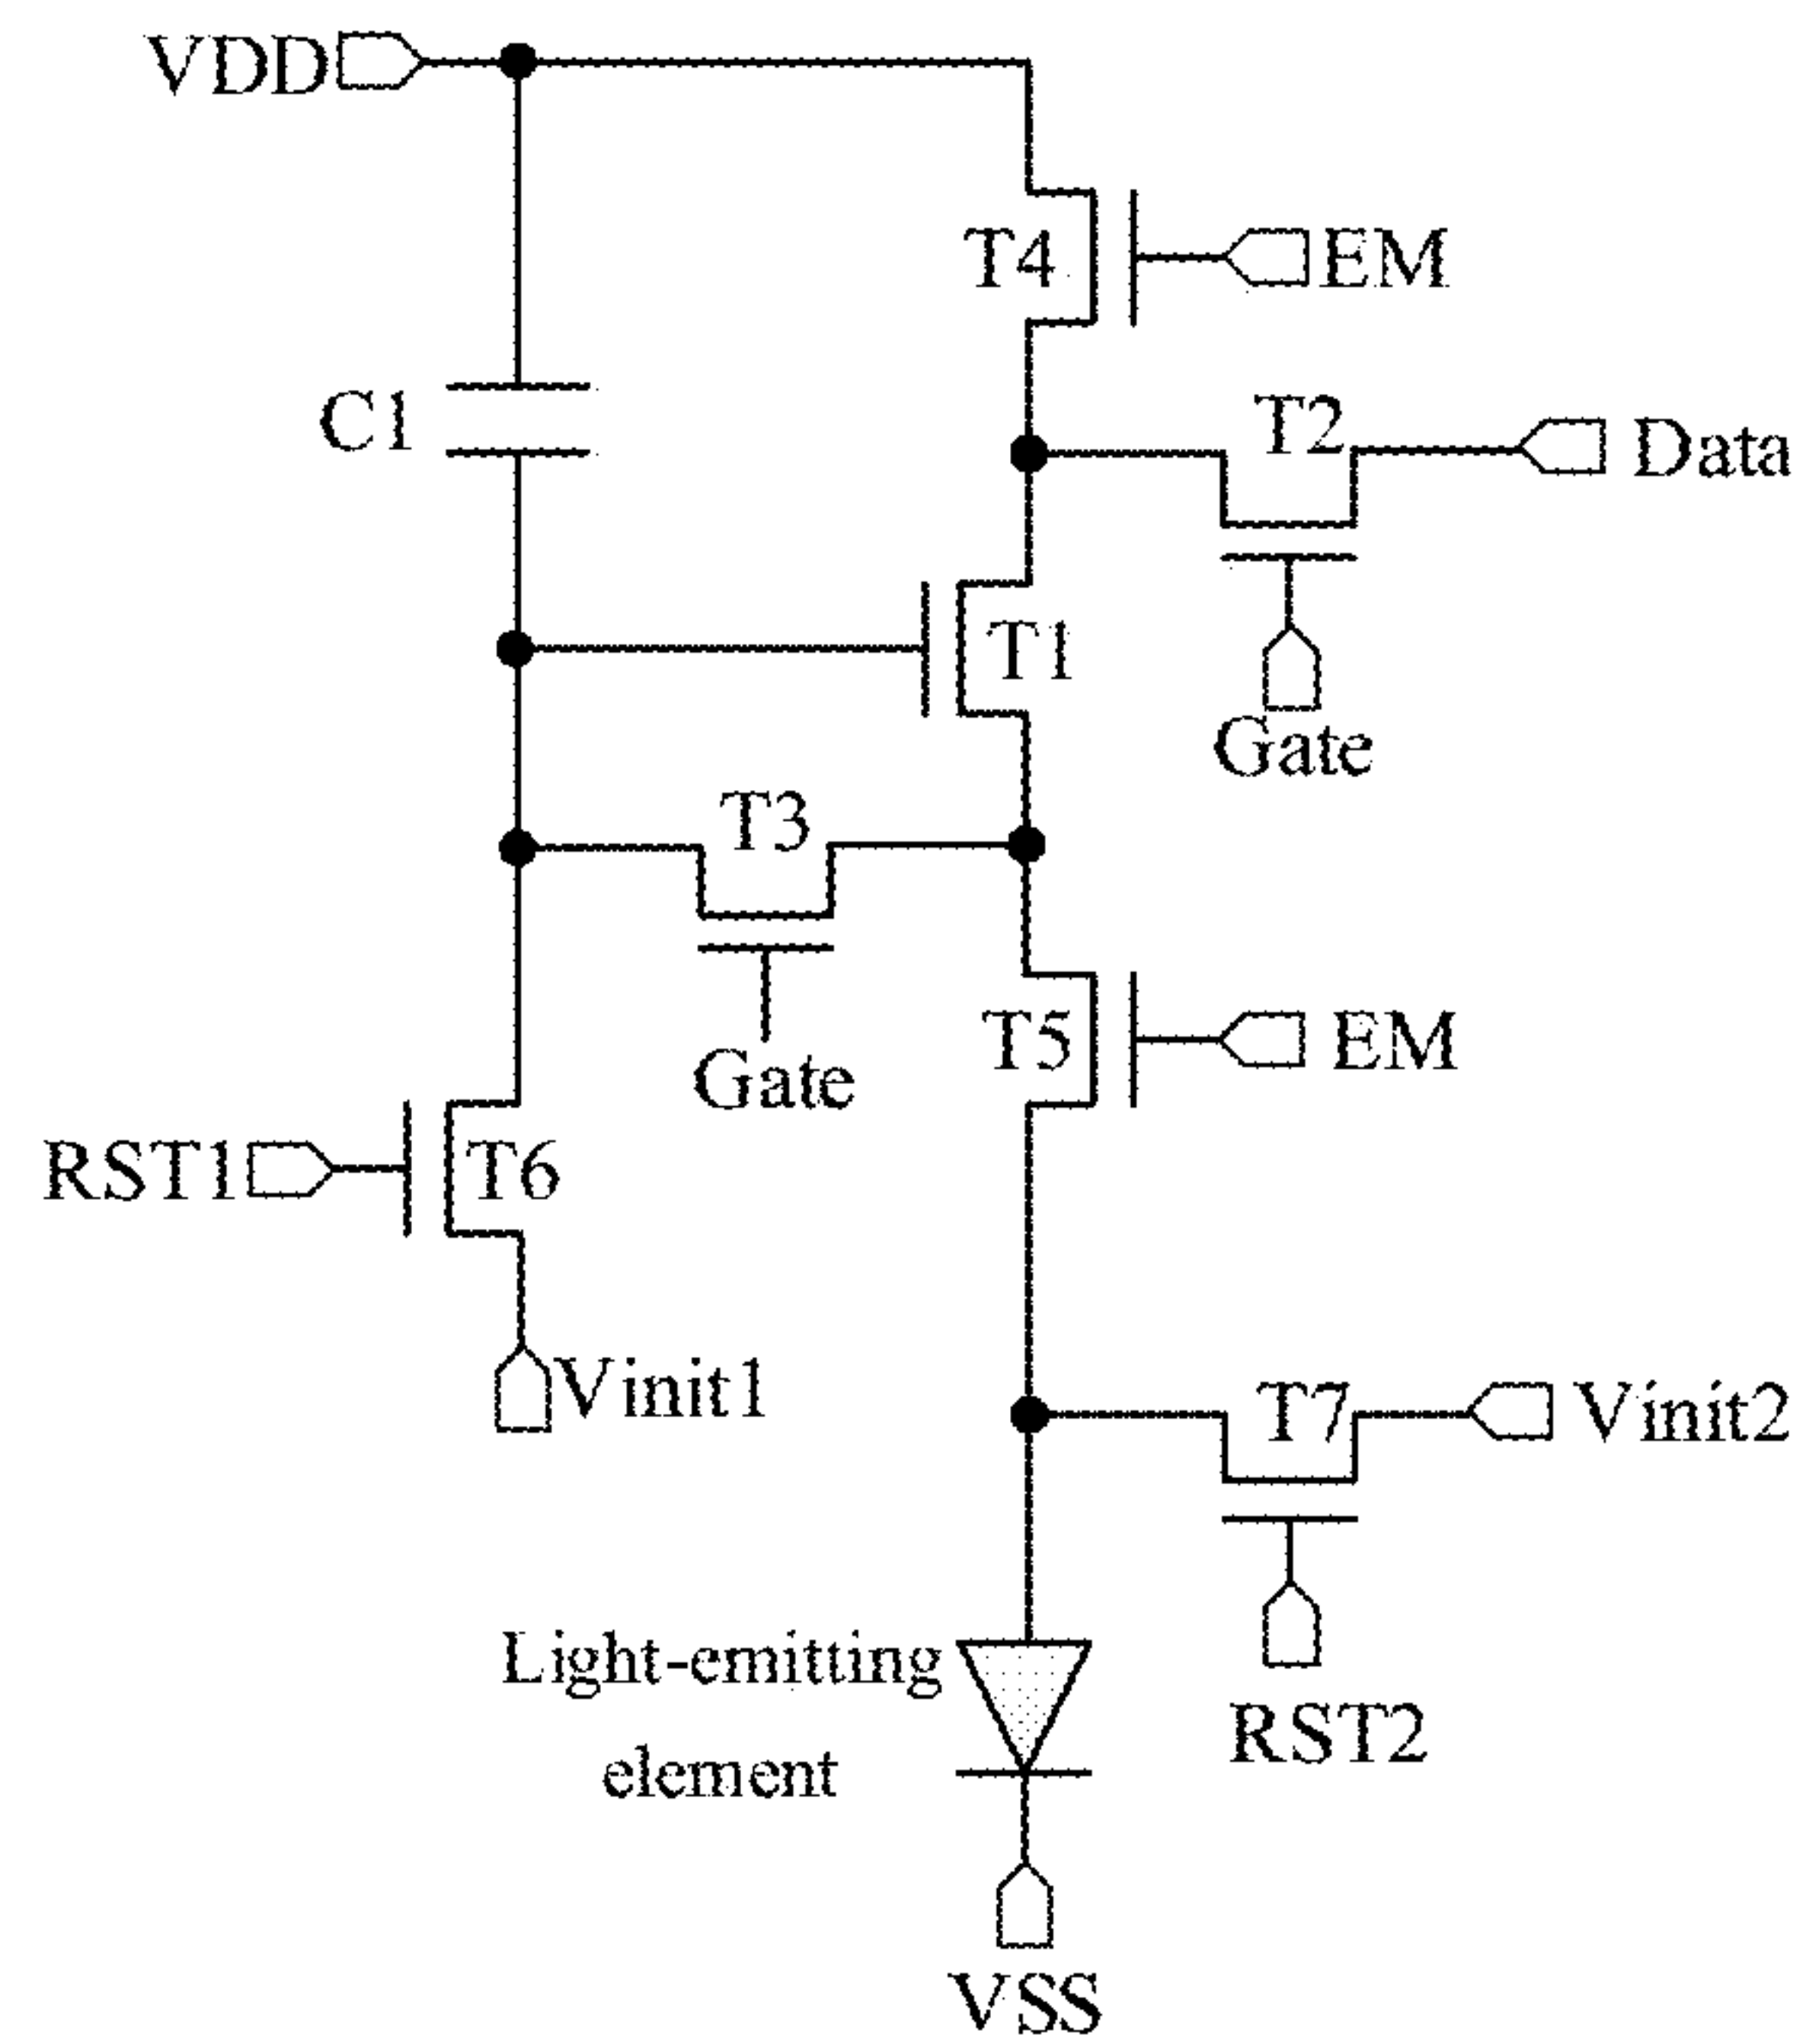 VDD
T4
EM
C1
T2
Data
T1
Gate
T3
Gate
T5
EM
RST1
T6
Vinit1
T7
Vinit2
Light-emitting
element
RST2
VSS